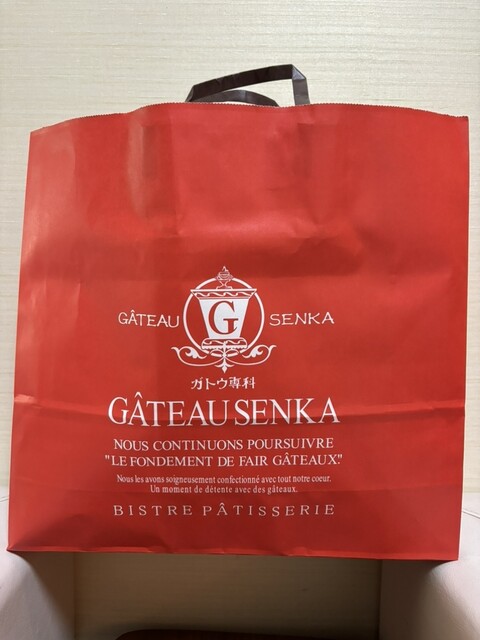 GÂTEAU G SENKA
ガトウ専科
GÂTEAU SENKA
NOUS CONTINUONS POURSUIVRE
"LE FONDEMENT DE FAIR GÂTEAUX."
Nous les avons soigneusement confectionné avec tout notre coeur.
Un moment de détente avec des gâteaux.
BISTRE PÂTISSERIE